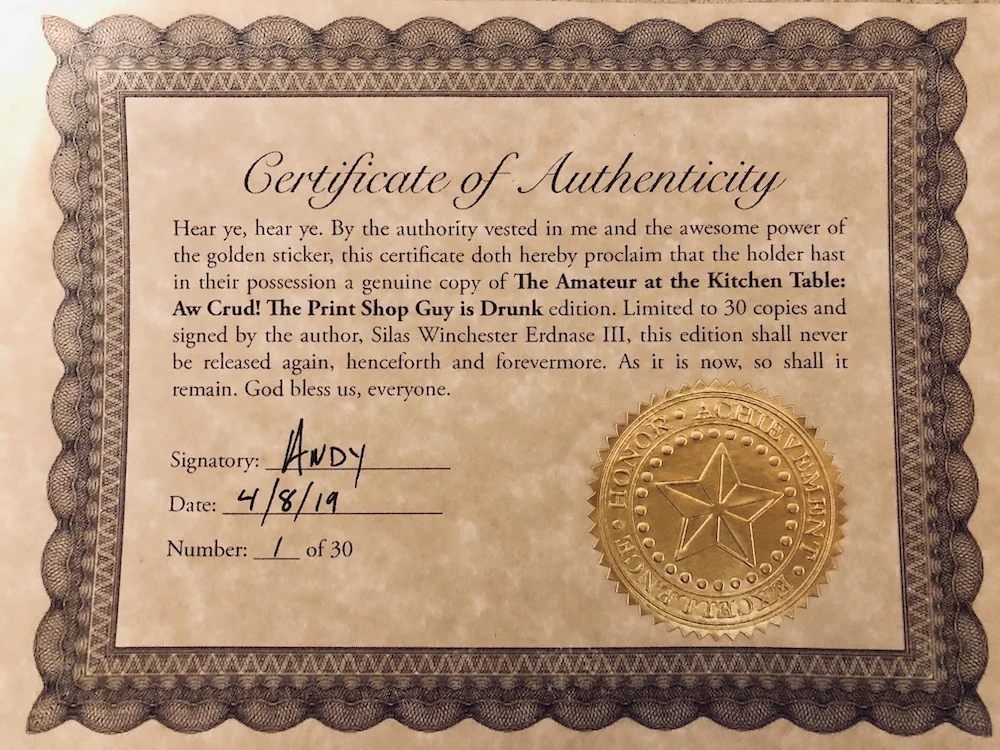 Certificate of Authenticity
Hear ye, hear ye. By the authority vested in me and the awesome power of
the golden sticker, this certificate doth hereby proclaim that the holder hast
in their possession a genuine copy of The Amateur at the Kitchen Table:
Aw Crud! The Print Shop Guy is Drunk edition. Limited to 30 copies and
signed by the author, Silas Winchester Erdnase III, this edition shall never
be released again, henceforth and forevermore. As it is now, so shall it
remain. God bless us, everyone.
Signatory: ANDY
Date: 4/8/19
Number: 1 of 30
HONOR • ACHIEVEMENT • EXCELLENCE •